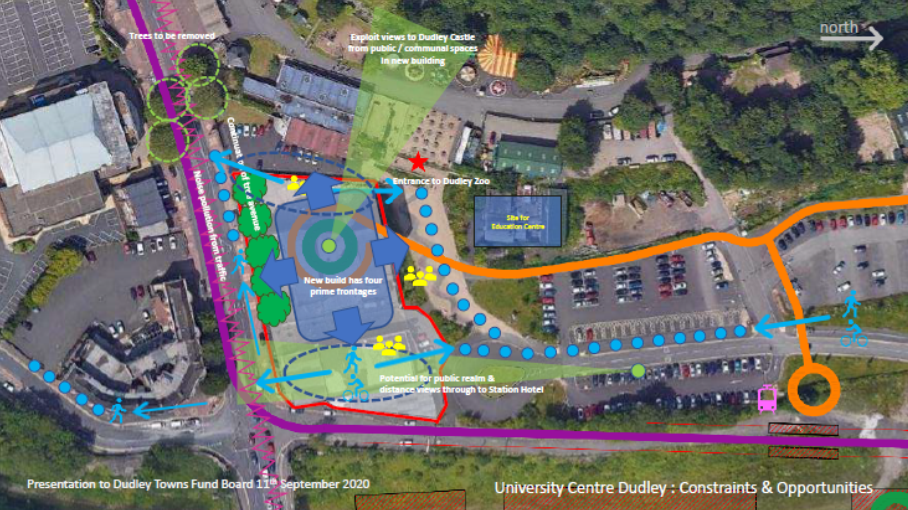 Trees to be removed
Exploit views to Dudley Castle
from public / communal spaces
in new building
north
Noise pollution from traffic
Entrance to Dudley Zoo
Site for
Education Centre
New build has four
prime frontages
Potential for public realm &
distance views through to Station Hotel
Presentation to Dudley Towns Fund Board 11th September 2020
University Centre Dudley : Constraints & Opportunities